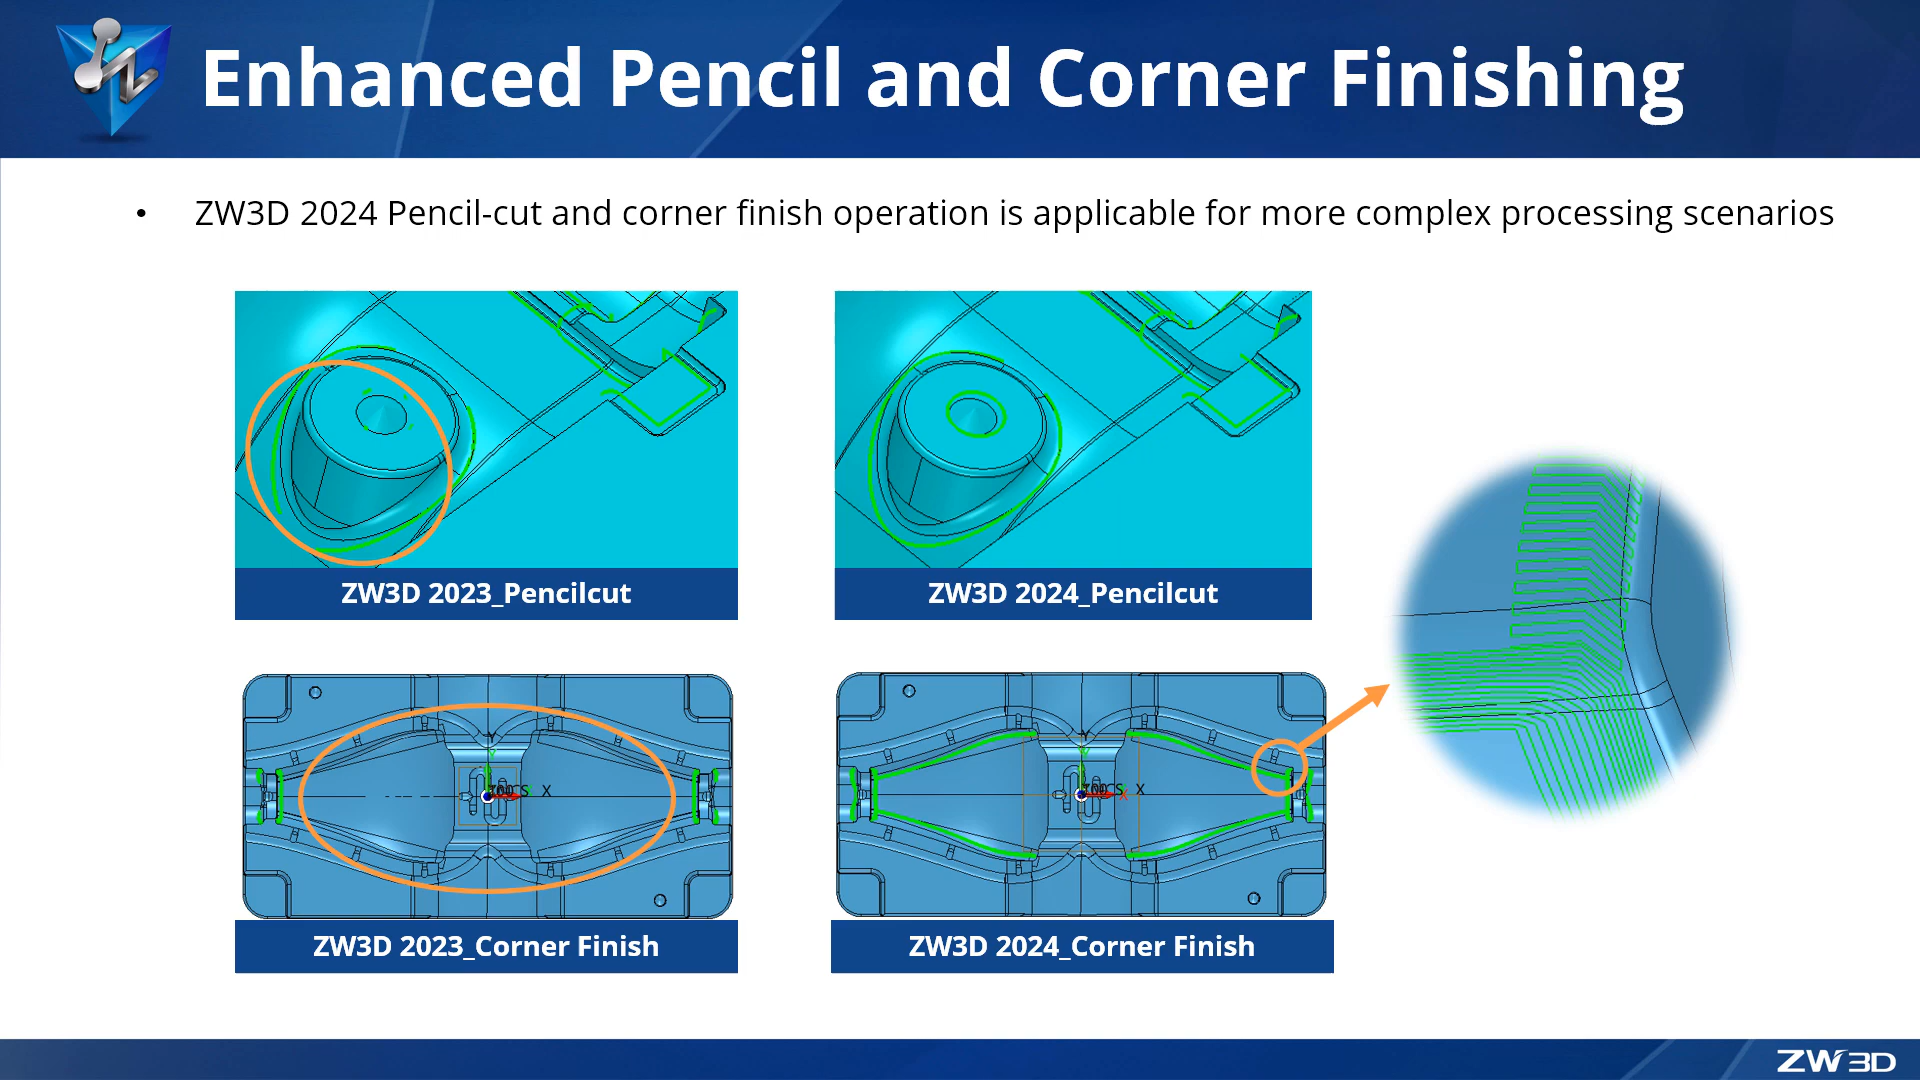 Enhanced Pencil and Corner Finishing
• ZW3D 2024 Pencil-cut and corner finish operation is applicable for more complex processing scenarios
ZW3D 2023_Pencilcut
ZW3D 2024_Pencilcut
Y
Y
X
X
Y
Y
X
X
ZW3D 2023_Corner Finish
ZW3D 2024_Corner Finish
ZW3D